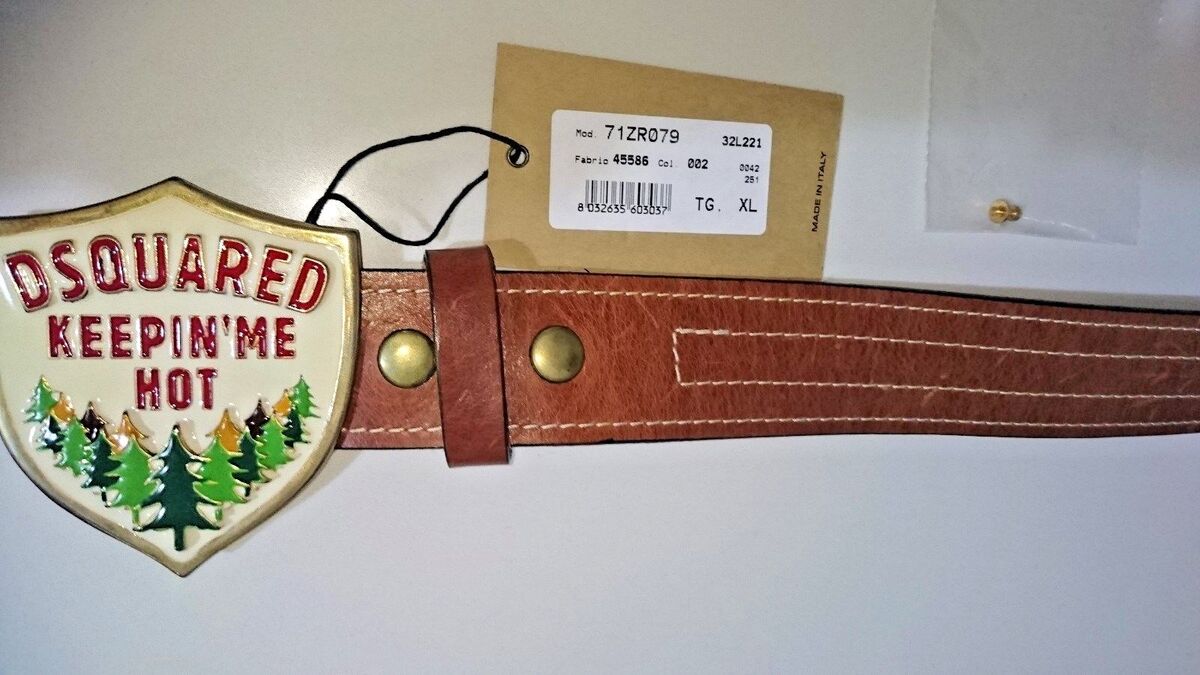 DSQUARED
KEEPIN'ME
HOT
Mod. 71ZR079 32L221
Fabric 45586 Col. 002 0042
251
8 032635 603037 TG. XL
MADE IN ITALY